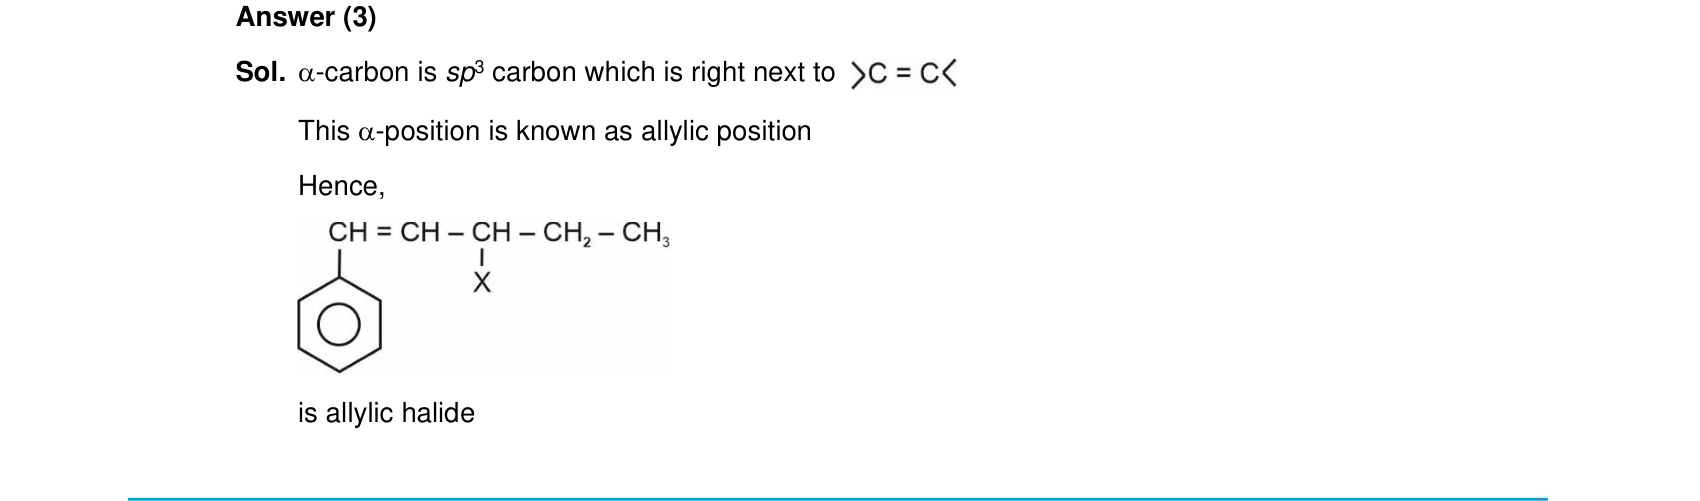 Answer (3)
Sol. α-carbon is sp³ carbon which is right next to >C = C<
This α-position is known as allylic position
Hence,
CH = CH – CH – CH₂ – CH₃
X
is allylic halide